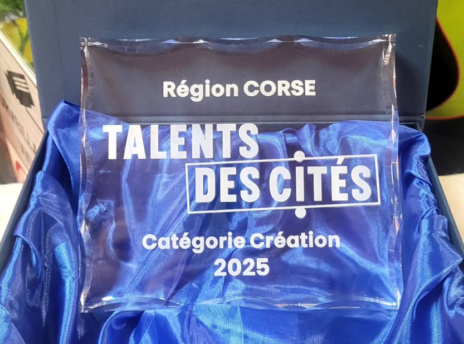 Région CORSE
TALENTS
DES CITÉS
Catégorie Création
2025